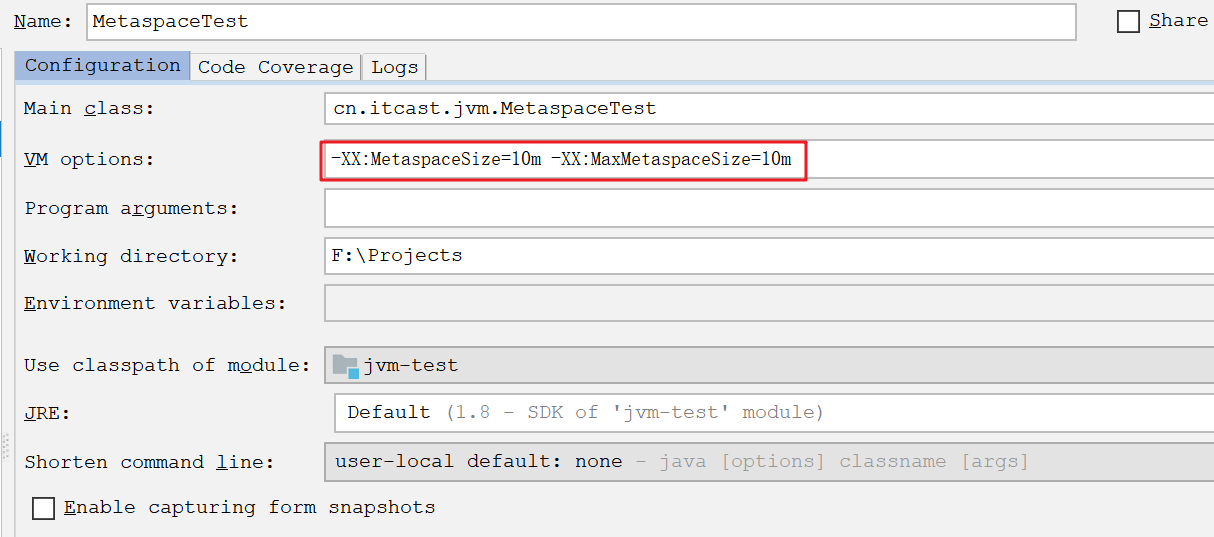 Name: MetaspaceTest Share
Configuration Code Coverage Logs
Main class: cn.itcast.jvm.MetaspaceTest
VM options: -XX:MetaspaceSize=10m -XX:MaxMetaspaceSize=10m
Program arguments:
Working directory: F:\Projects
Environment variables:
Use classpath of module: jvm-test
JRE: Default (1.8 - SDK of 'jvm-test' module)
Shorten command line: user-local default: none - java [options] classname [args]
Enable capturing form snapshots